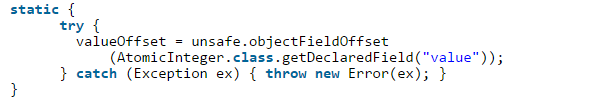 static {
try {
valueOffset = unsafe.objectFieldOffset
(AtomicInteger.class.getDeclaredField("value"));
} catch (Exception ex) { throw new Error(ex); }
}